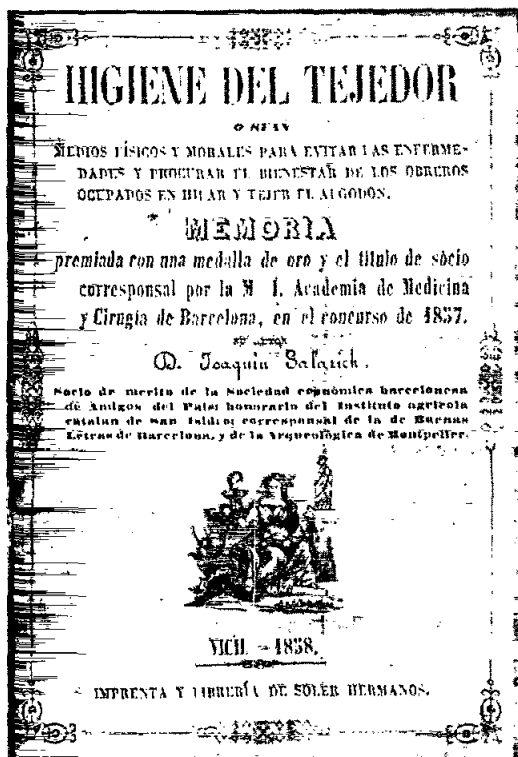 HIGIENE DEL TEJEDOR
O SEAN
MEDIOS FÍSICOS Y MORALES PARA EVITAR LAS ENFERME-
DADES Y PROCURAR EL BIENESTAR DE LOS OBREROS
OCUPADOS EN HILAR Y TEJER EL ALGODON.
MEMORIA
premiada con una medalla de oro y el título de sócio
corresponsal por la M. I. Academia de Medicina
y Cirugía de Barcelona, en el concurso de 1857.
D. Joaquin Salarich.
Socio de merito de la Sociedad económica barcelonesa
de Amigos del Pais: honorario del Instituto agrícola
catalan de San Isidro: corresponsal de la de Buenas
Letras de Barcelona, y de la Arqueológica de Montpeller.
VICH. - 1858.
IMPRENTA Y LIBRERÍA DE SOLER HERMANOS.